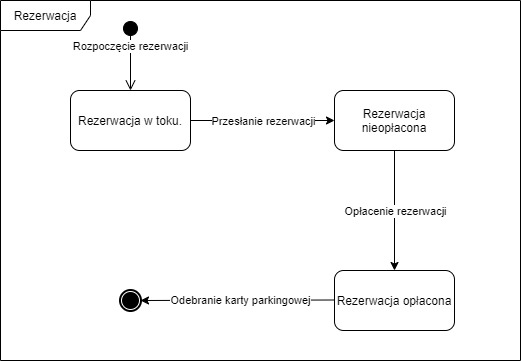 Rezerwacja
Rozpoczęcie rezerwacji
Rezerwacja w toku.
Przesłanie rezerwacji
Rezerwacja
nieopłacona
Opłacenie rezerwacji
Rezerwacja opłacona
Odebranie karty parkingowej